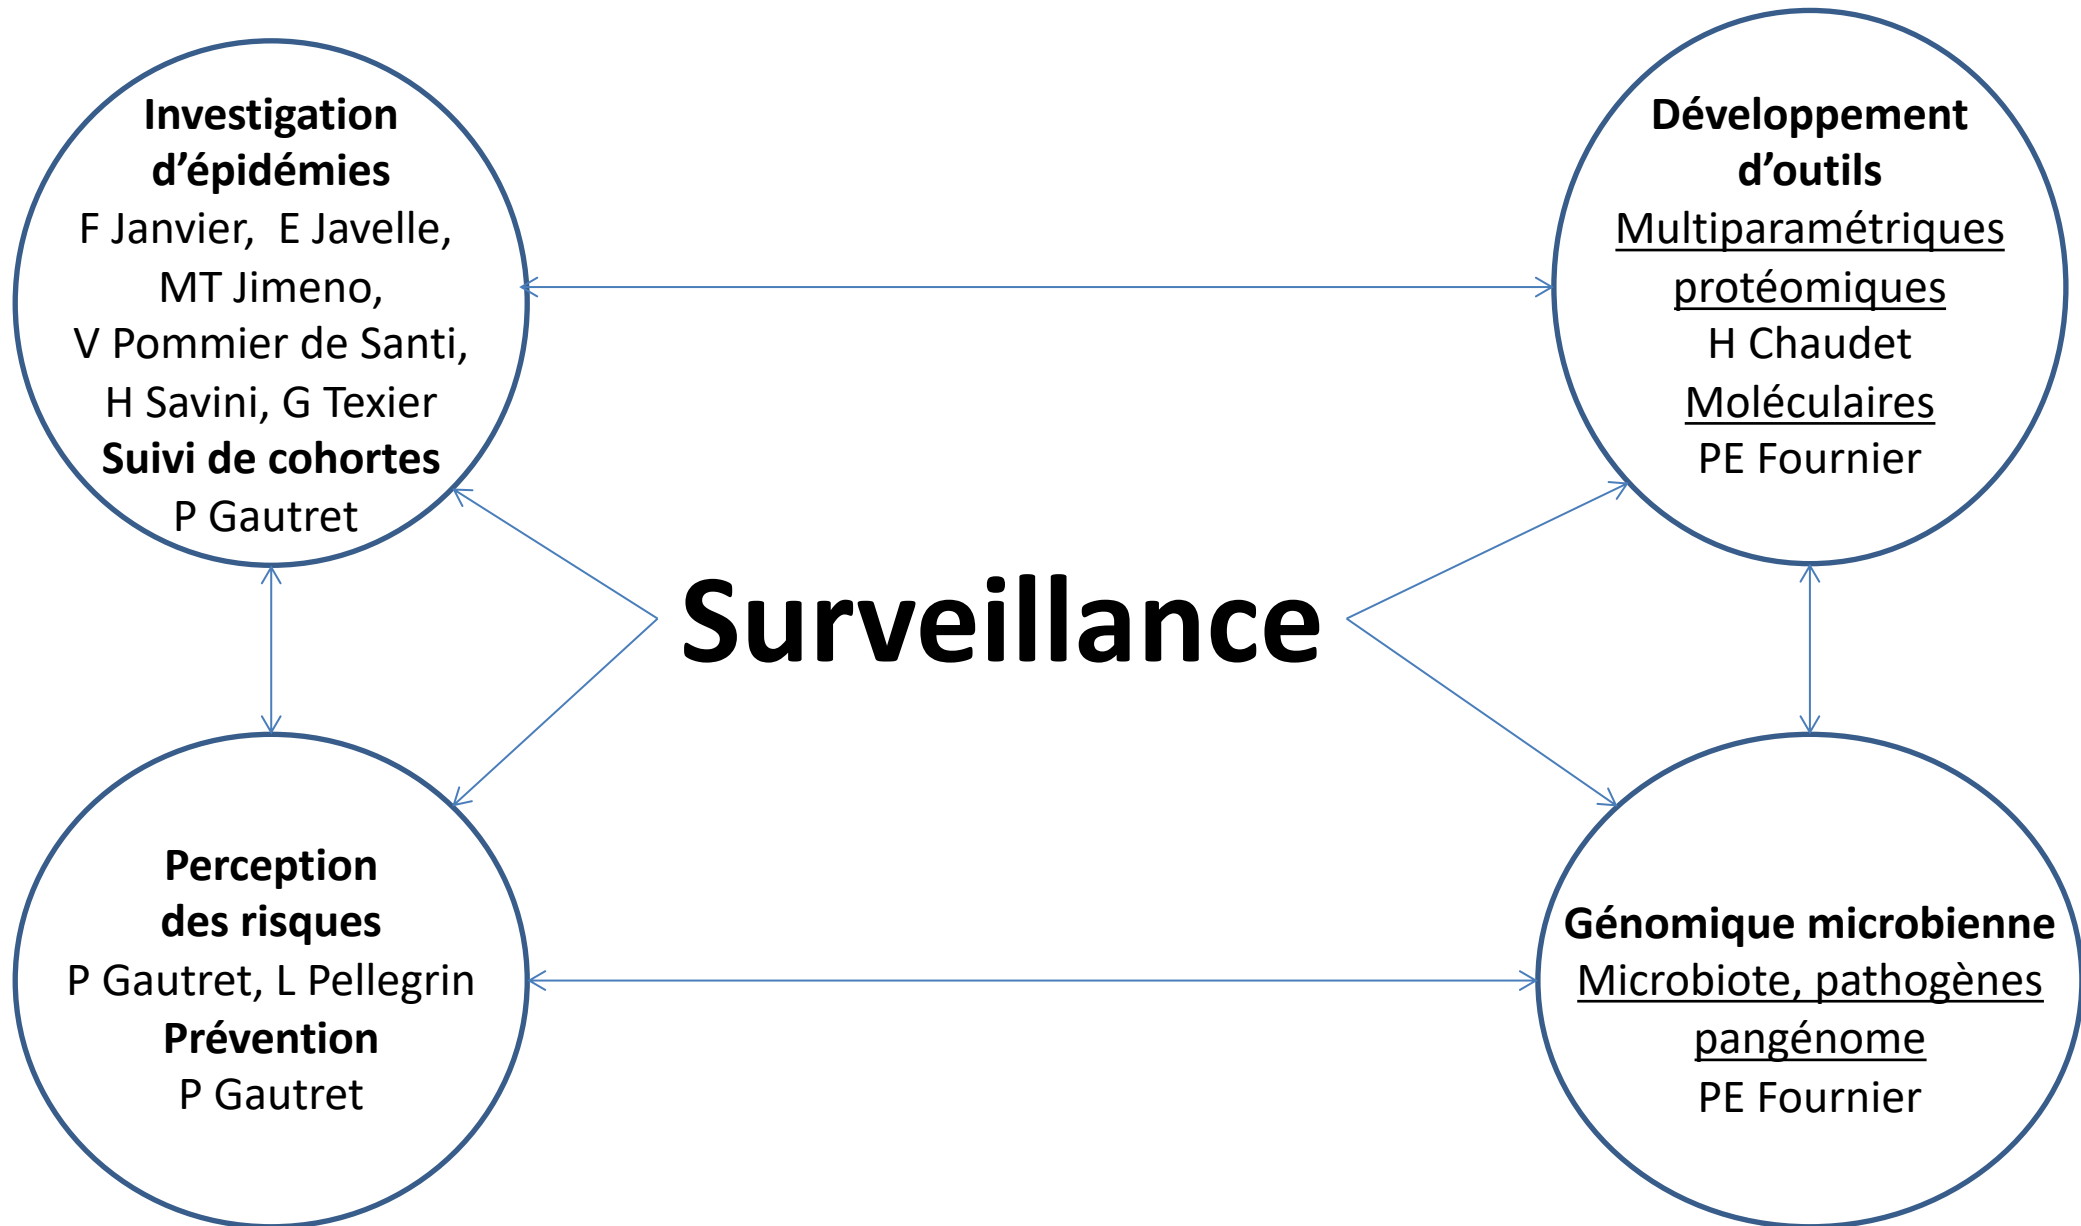 Investigation
d’épidémies
F Janvier,  E Javelle,
MT Jimeno,
V Pommier de Santi,
H Savini, G Texier
Suivi de cohortes
P Gautret
Développement
d’outils
Multiparamétriques
protéomiques
H Chaudet
Moléculaires
PE Fournier
Surveillance
Perception
des risques
P Gautret, L Pellegrin
Prévention
P Gautret
Génomique microbienne
Microbiote, pathogènes
pangénome
PE Fournier